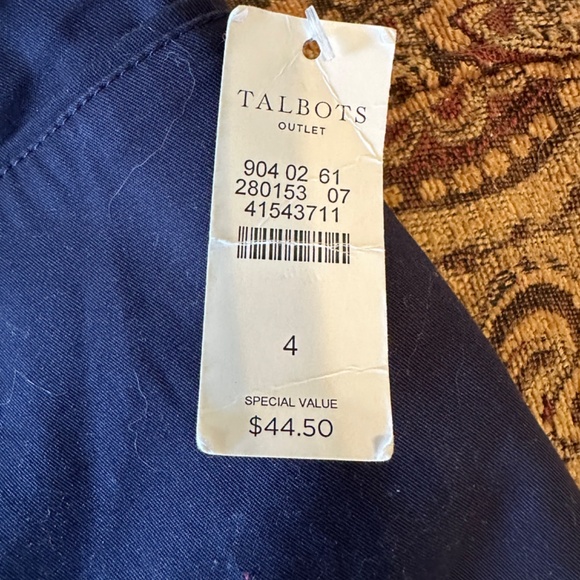 TALBOTS
OUTLET
904 02 61
280153 07
41543711
4
SPECIAL VALUE
$44.50